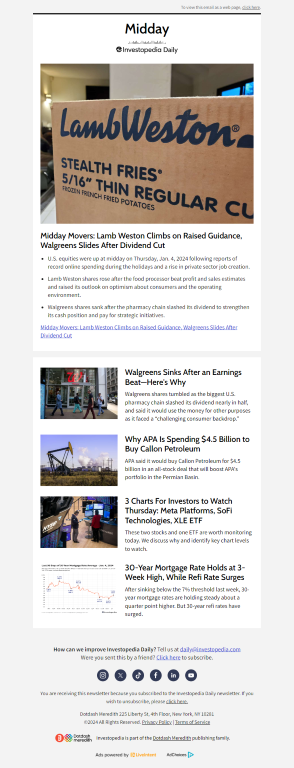 To view this email as a web page, click here.
Midday
Investopedia Daily
LambWeston®
STEALTH FRIES®
5/16" THIN REGULAR CU
FROZEN FRENCH FRIED POTATOES
Midday Movers: Lamb Weston Climbs on Raised Guidance,
Walgreens Slides After Dividend Cut
• U.S. equities were up at midday on Thursday, Jan. 4, 2024 following reports of
record online spending during the holidays and a rise in private sector job creation.
• Lamb Weston shares rose after the food processor beat profit and sales estimates
and raised its outlook on optimism about consumers and the operating
environment.
• Walgreens shares sank after the pharmacy chain slashed its dividend to strengthen
its cash position and pay for strategic initiatives.
Midday Movers: Lamb Weston Climbs on Raised Guidance, Walgreens Slides After
Dividend Cut
Walgreens Sinks After an Earnings
Beat—Here's Why
Walgreens shares tumbled as the biggest U.S.
pharmacy chain slashed its dividend nearly in half,
and said it would use the money for other purposes
as it faced a "challenging consumer backdrop."
Why APA Is Spending $4.5 Billion to
Buy Callon Petroleum
APA said it would buy Callon Petroleum for $4.5
billion in an all-stock deal that will boost APA's
portfolio in the Permian Basin.
3 Charts For Investors to Watch
Thursday: Meta Platforms, SoFi
Technologies, XLE ETF
These two stocks and one ETF are worth monitoring
today. We discuss why and identify key chart levels
to watch.
30-Year Mortgage Rate Holds at 3-
Week High, While Refi Rate Surges
After sinking below the 7% threshold last week, 30-
year mortgage rates are holding steady about a
quarter point higher. But 30-year refi rates have
surged.
How can we improve Investopedia Daily? Tell us at daily@investopedia.com
Were you sent this by a friend? Click here to subscribe.
You are receiving this newsletter because you subscribed to the Investopedia Daily newsletter. If you
wish to unsubscribe, please click here.
Dotdash Meredith 225 Liberty St, 4th Floor, New York, NY 10281
©2024 All Rights Reserved. Privacy Policy | Terms of Service
Dotdash meredith Investopedia is part of the Dotdash Meredith publishing family.
Ads powered by LiveIntent AdChoices